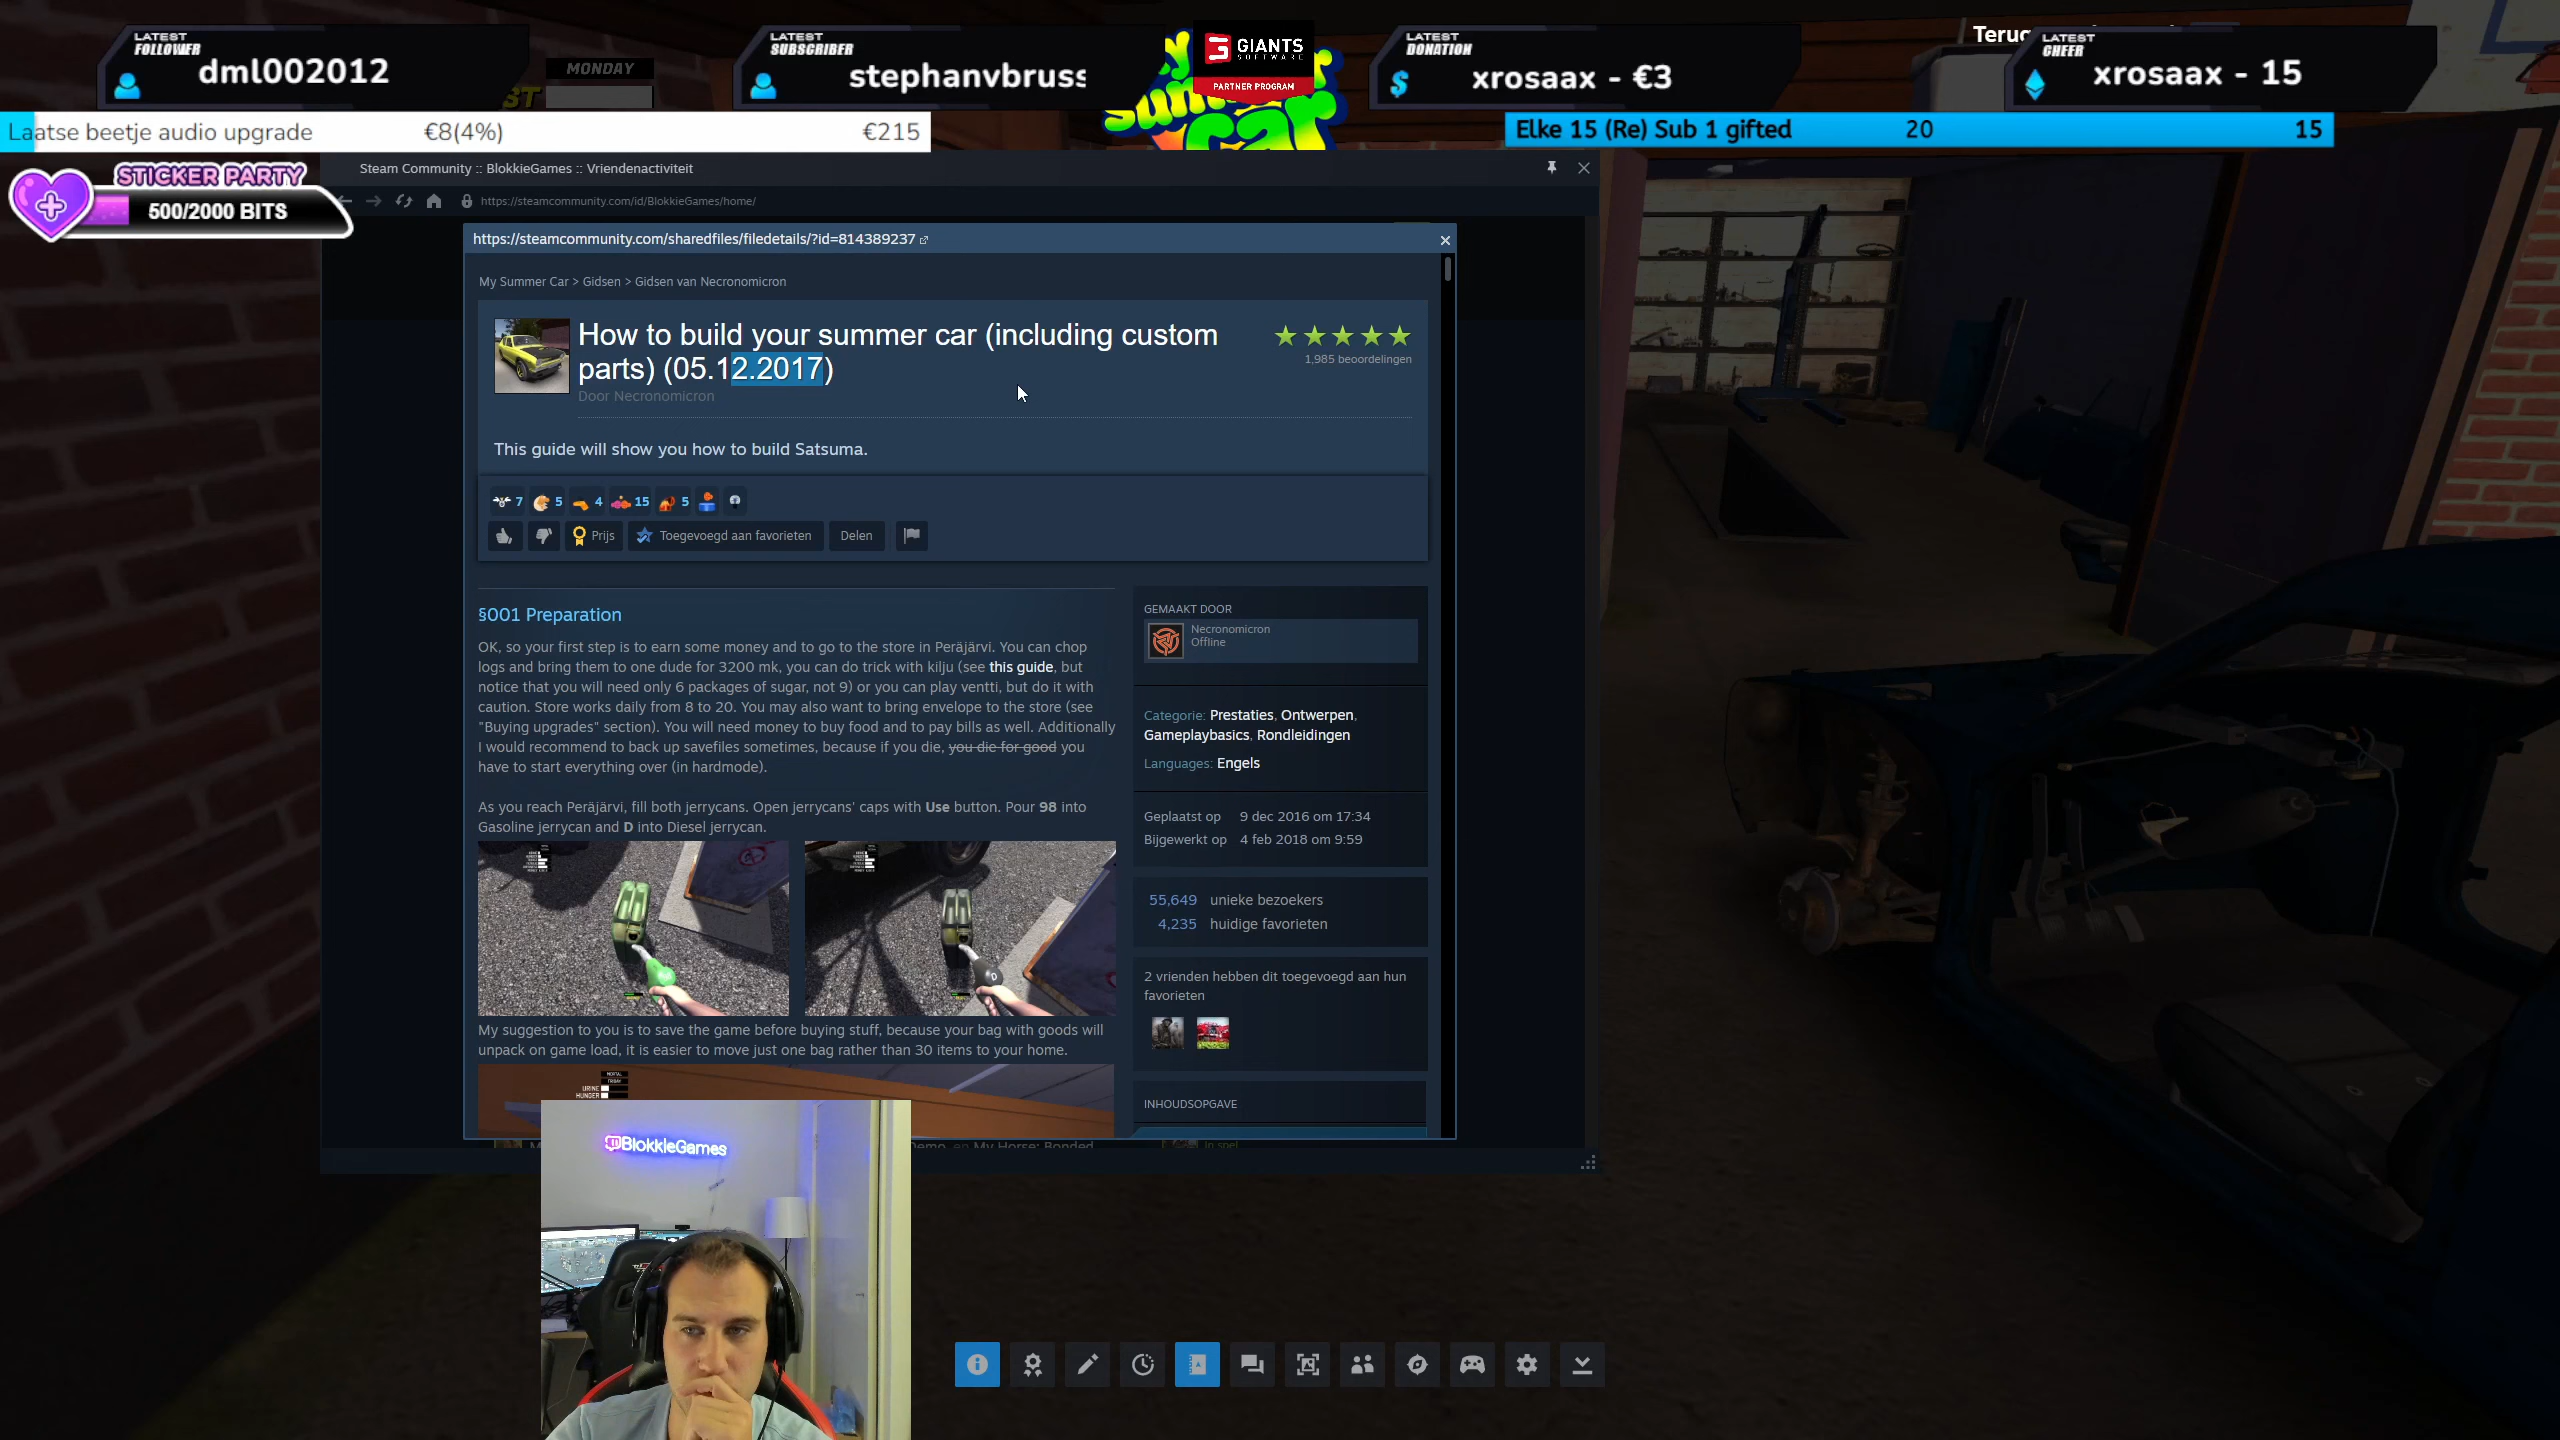 LATEST
FOLLOWER
dml002012
MONDAY
LATEST
SUBSCRIBER
stephanvbruss
GIANTS
SOFTWARE
PARTNER PROGRAM
LATEST
DONATION
xrosaax - €3
Terug
LATEST
CHEER
xrosaax - 15
Laatse beetje audio upgrade €8(4%) €215
Elke 15 (Re) Sub 1 gifted 20 15
STICKER PARTY
500/2000 BITS
Steam Community :: BlokkieGames :: Vriendenactiviteit
https://steamcommunity.com/id/BlokkieGames/home/
https://steamcommunity.com/sharedfiles/filedetails/?id=814389237
My Summer Car > Gidsen > Gidsen van Necronomicron
How to build your summer car (including custom
parts) (05.12.2017)
1,985 beoordelingen
Door Necronomicron
This guide will show you how to build Satsuma.
7 5 4 15 5
Prijs Toegevoegd aan favorieten Delen
§001 Preparation
OK, so your first step is to earn some money and to go to the store in Peräjärvi. You can chop
logs and bring them to one dude for 3200 mk, you can do trick with kilju (see this guide, but
notice that you will need only 6 packages of sugar, not 9) or you can play ventti, but do it with
caution. Store works daily from 8 to 20. You may also want to bring envelope to the store (see
"Buying upgrades" section). You will need money to buy food and to pay bills as well. Additionally
I would recommend to back up savefiles sometimes, because if you die, you die for good you
have to start everything over (in hardmode).
As you reach Peräjärvi, fill both jerrycans. Open jerrycans' caps with Use button. Pour 98 into
Gasoline jerrycan and D into Diesel jerrycan.
My suggestion to you is to save the game before buying stuff, because your bag with goods will
unpack on game load, it is easier to move just one bag rather than 30 items to your home.
MORTAL
FRIDAY
URINE
HUNGER
GEMAAKT DOOR
Necronomicron
Offline
Categorie: Prestaties, Ontwerpen,
Gameplaybasics, Rondleidingen
Languages: Engels
Geplaatst op 9 dec 2016 om 17:34
Bijgewerkt op 4 feb 2018 om 9:59
55,649 unieke bezoekers
4,235 huidige favorieten
2 vrienden hebben dit toegevoegd aan hun
favorieten
INHOUDSOPGAVE
BlokkieGames